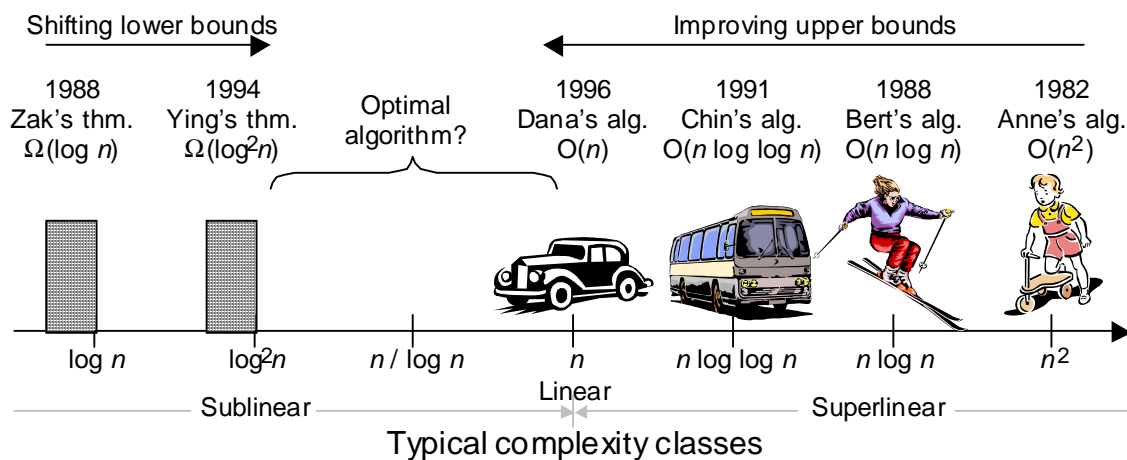 Shifting lower bounds
Improving upper bounds
1988
Zak's thm.
Ω(log n)
1994
Ying's thm.
Ω(log²n)
Optimal
algorithm?
1996
Dana's alg.
O(n)
1991
Chin's alg.
O(n log log n)
1988
Bert's alg.
O(n log n)
1982
Anne's alg.
O(n²)
log n
log²n
n / log n
n
n log log n
n log n
n²
Sublinear
Linear
Superlinear
Typical complexity classes